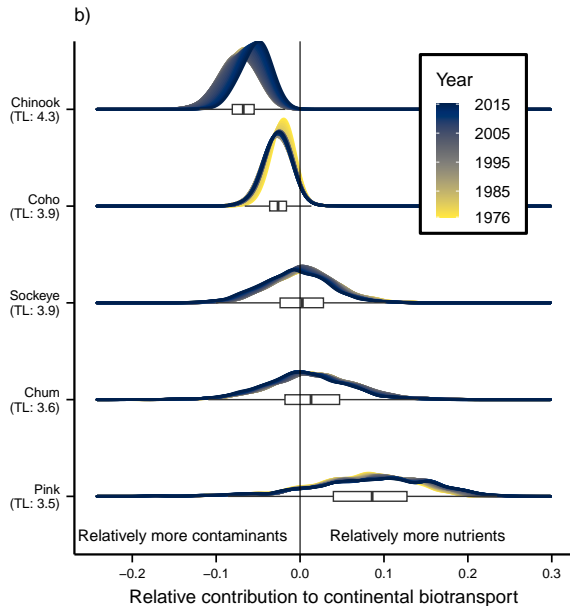 b)
Chinook
(TL: 4.3)
Coho
(TL: 3.9)
Sockeye
(TL: 3.9)
Chum
(TL: 3.6)
Pink
(TL: 3.5)
Year
2015
2005
1995
1985
1976
Relatively more contaminants
Relatively more nutrients
−0.2
−0.1
0.0
0.1
0.2
0.3
Relative contribution to continental biotransport